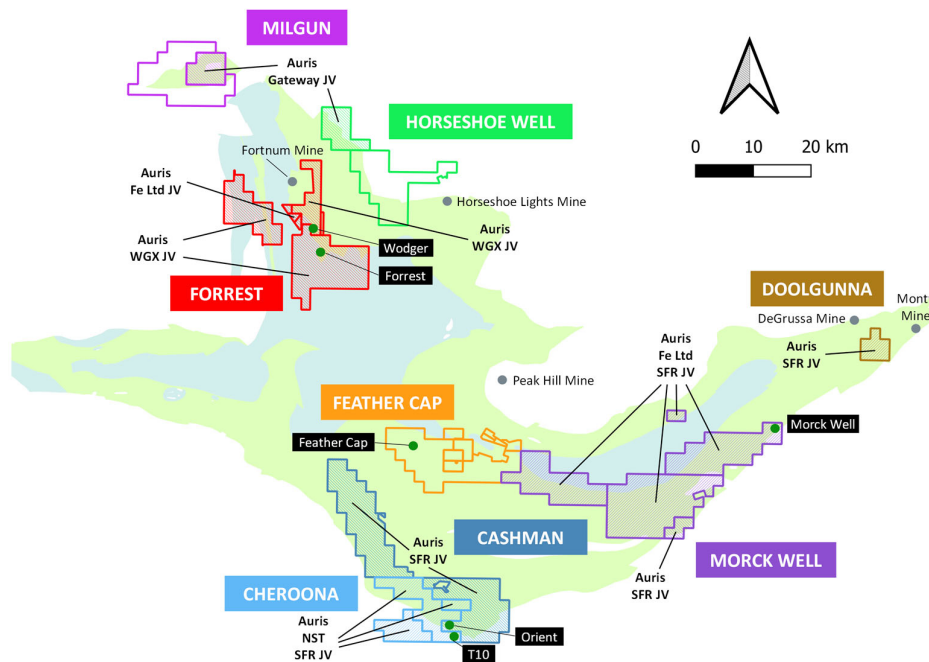 MILGUN
Auris
Gateway JV
HORSESHOE WELL
0 10 20 km
Fortnum Mine
Auris
Fe Ltd JV
Horseshoe Lights Mine
Auris
WGX JV
Wodger
Auris
WGX JV
Forrest
FORREST
DOOLGUNNA
Mont
Mine
DeGrussa Mine
Auris
SFR JV
Auris
Fe Ltd
SFR JV
Peak Hill Mine
FEATHER CAP
Feather Cap
Morck Well
CASHMAN
Auris
SFR JV
MORCK WELL
Auris
SFR JV
CHEROONA
Auris
NST
SFR JV
Orient
T10